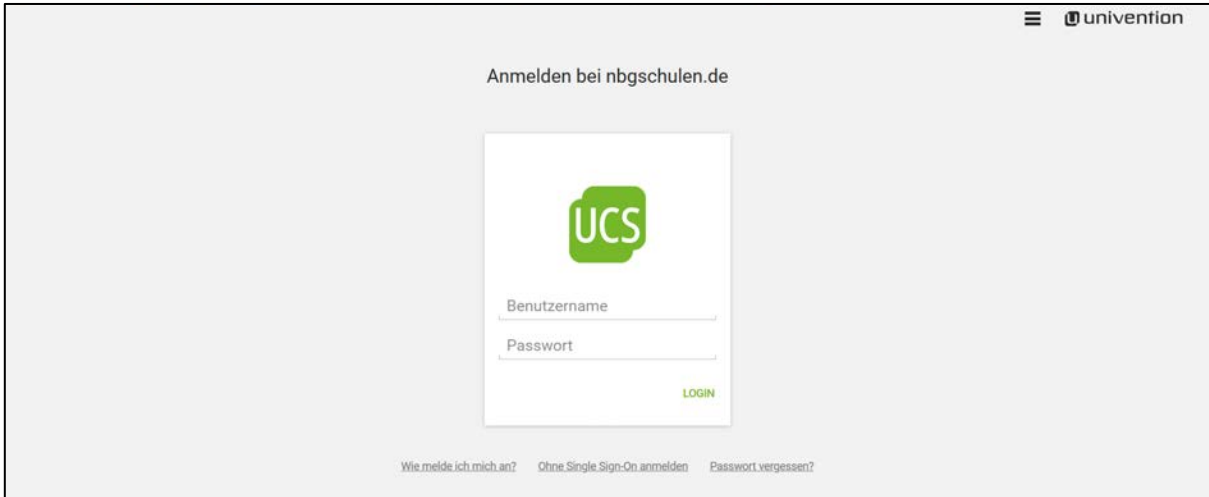 univention
Anmelden bei nbgschulen.de
UCS
Benutzername
Passwort
LOGIN
Wie melde ich mich an? Ohne Single Sign-On anmelden Passwort vergessen?